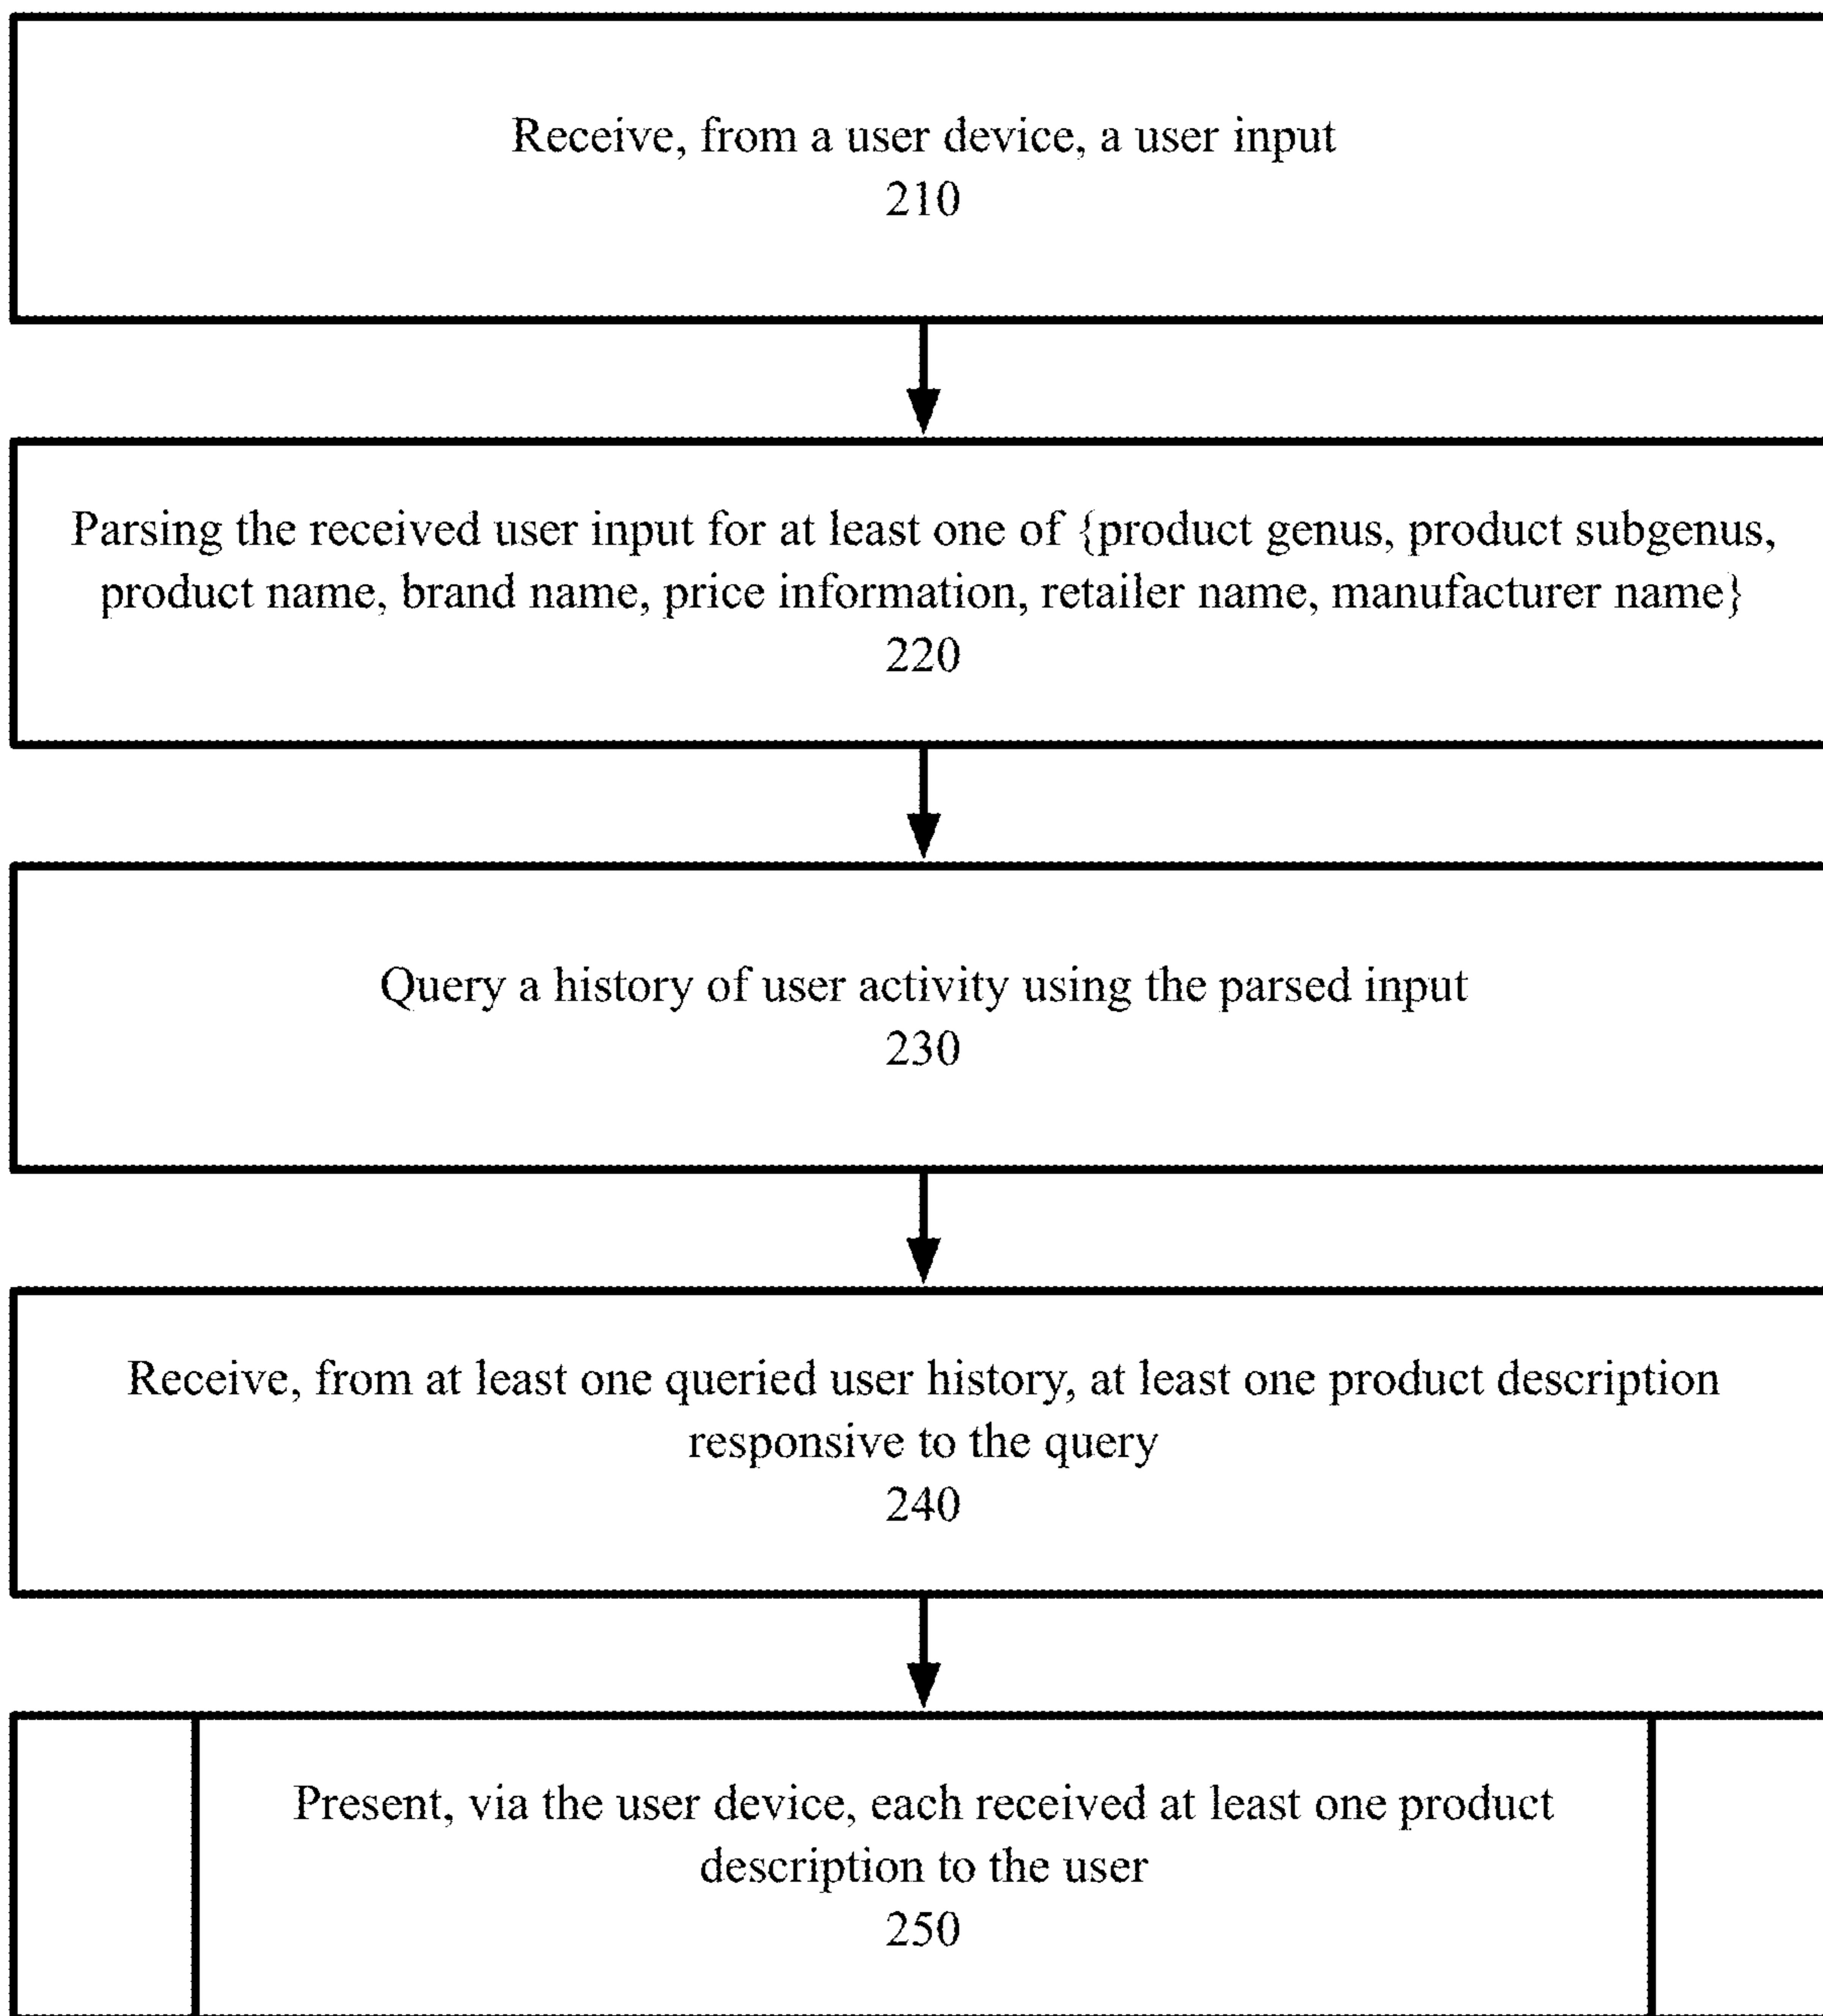 Receive, from a user device, a user input
210
Parsing the received user input for at least one of {product genus, product subgenus,
product name, brand name, price information, retailer name, manufacturer name}
220
Query a history of user activity using the parsed input
230
Receive, from at least one queried user history, at least one product description
responsive to the query
240
Present, via the user device, each received at least one product
description to the user
250